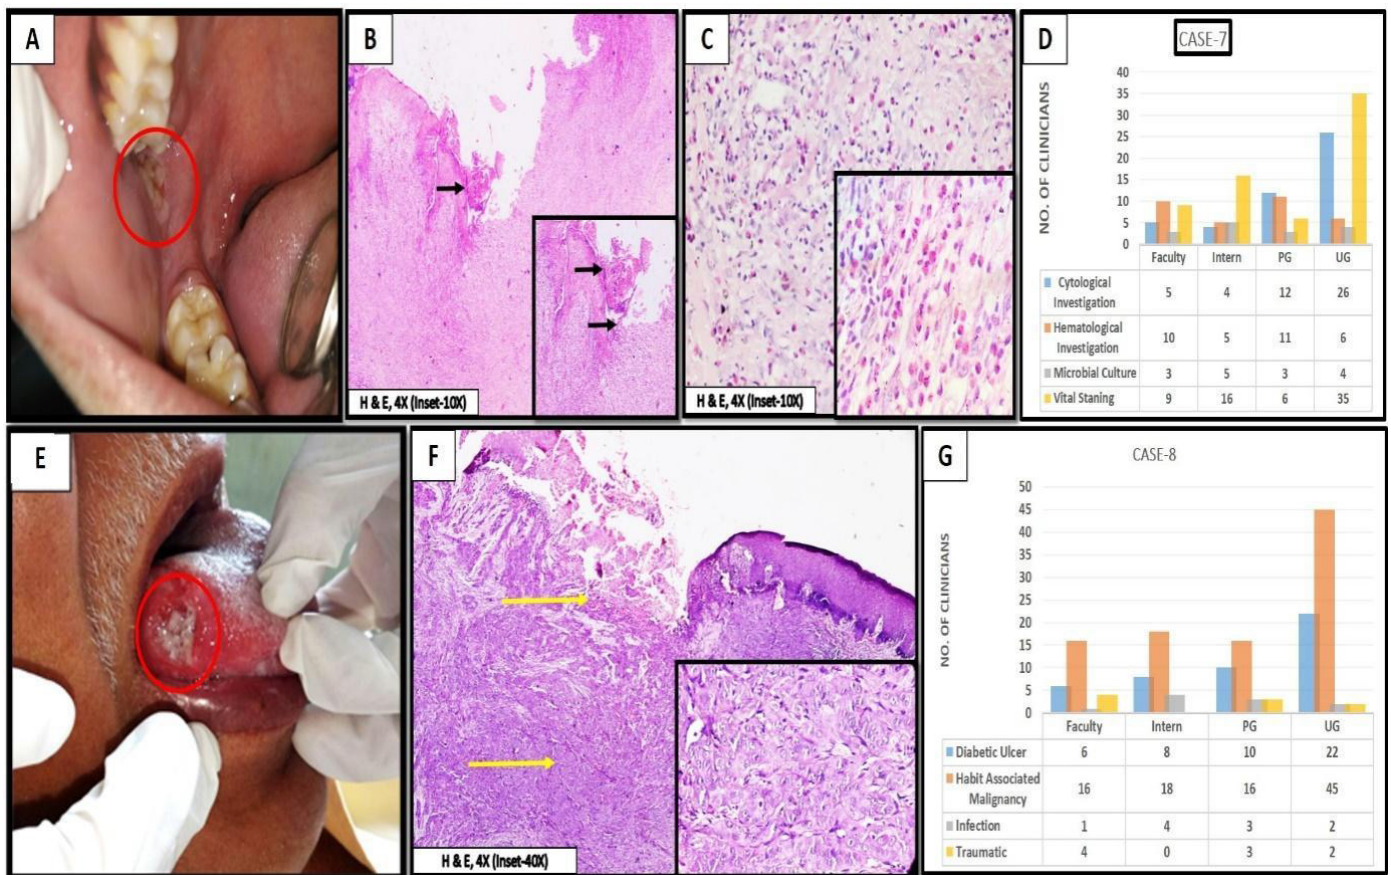 A
B
H & E, 4X (Inset-10X)
C
H & E, 4X (Inset-10X)
D
CASE-7
NO. OF CLINICIANS
40
35
30
25
20
15
10
5
0
Faculty Intern PG UG
Cytological
Investigation 5 4 12 26
Hematological
Investigation 10 5 11 6
Microbial Culture 3 5 3 4
Vital Staning 9 16 6 35
E
F
H & E, 4X (Inset-40X)
G
CASE-8
NO. OF CLINICIANS
50
45
40
35
30
25
20
15
10
5
0
Faculty Intern PG UG
Diabetic Ulcer 6 8 10 22
Habit Associated
Malignancy 16 18 16 45
Infection 1 4 3 2
Traumatic 4 0 3 2